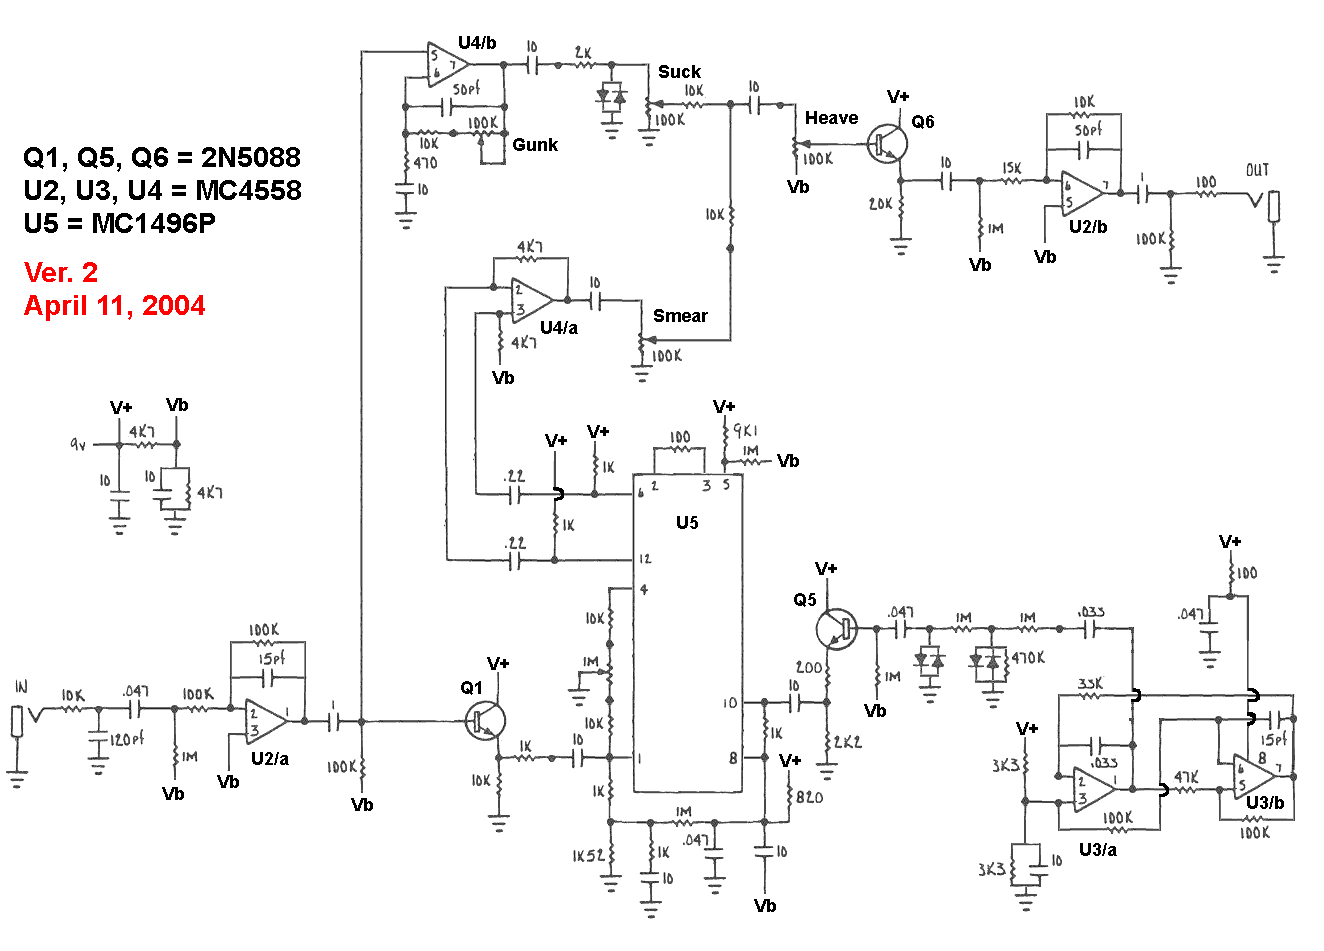 U4/b
5
6
7
10
2K
50pf
100K
10K
Gunk
470
10
Suck
10K
100K
10
Heave
100K
Vb
V+
Q6
20K
10
15K
1M
Vb
10K
50pf
6
5
7
U2/b
Vb
1
100
100K
OUT
Q1, Q5, Q6 = 2N5088
U2, U3, U4 = MC4558
U5 = MC1496P
Ver. 2
April 11, 2004
4K7
2
3
U4/a
4K7
Vb
10
Smear
100K
10K
V+
Vb
9v
4K7
10
10
4K7
V+
V+
1K
1K
.22
.22
100
V+
9K1
1M
Vb
2
3
5
6
12
4
1
10
8
U5
10K
1M
10K
IN
10K
120pf
.047
1M
Vb
100K
100K
15pf
2
3
1
U2/a
Vb
1
100K
Vb
Q1
V+
10K
1K
10
1K
1K52
1K
10
1M
.047
10
Vb
V+
820
1K
10
V+
Q5
200
2K2
1M
Vb
.047
1M
1M
470K
.033
V+
100
.047
33K
.033
2
3
1
U3/a
100K
V+
3K3
3K3
10
47K
15pf
6
5
8
7
U3/b
100K